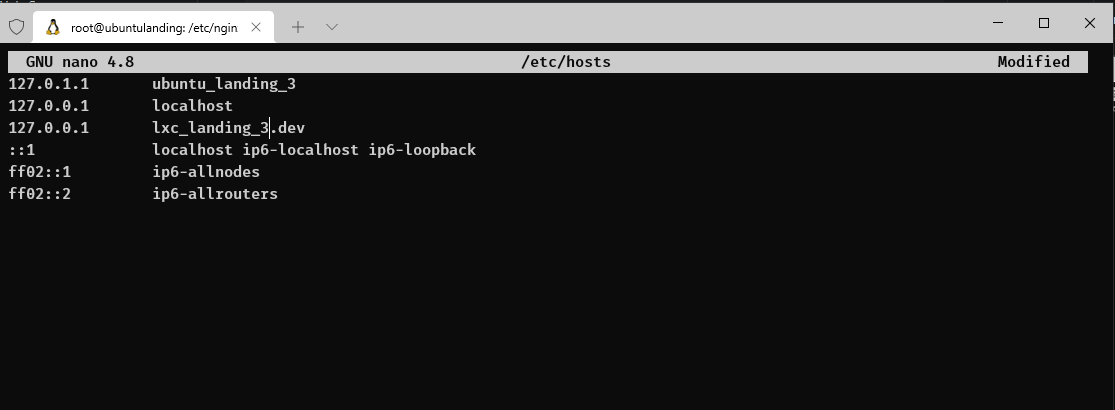 root@ubuntulanding: /etc/ngin
GNU nano 4.8 /etc/hosts Modified
127.0.1.1 ubuntu_landing_3
127.0.0.1 localhost
127.0.0.1 lxc_landing_3.dev
::1 localhost ip6-localhost ip6-loopback
ff02::1 ip6-allnodes
ff02::2 ip6-allrouters